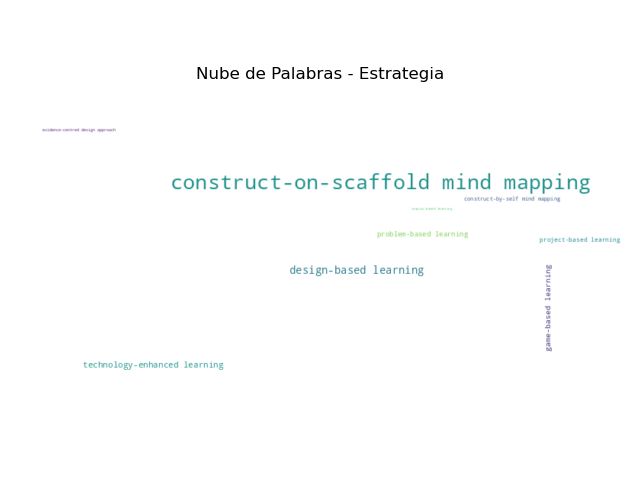 Nube de Palabras - Estrategia
evidence-centred design approach
construct-on-scaffold mind mapping
construct-by-self mind mapping
problem-based learning
project-based learning
design-based learning
game-based learning
technology-enhanced learning